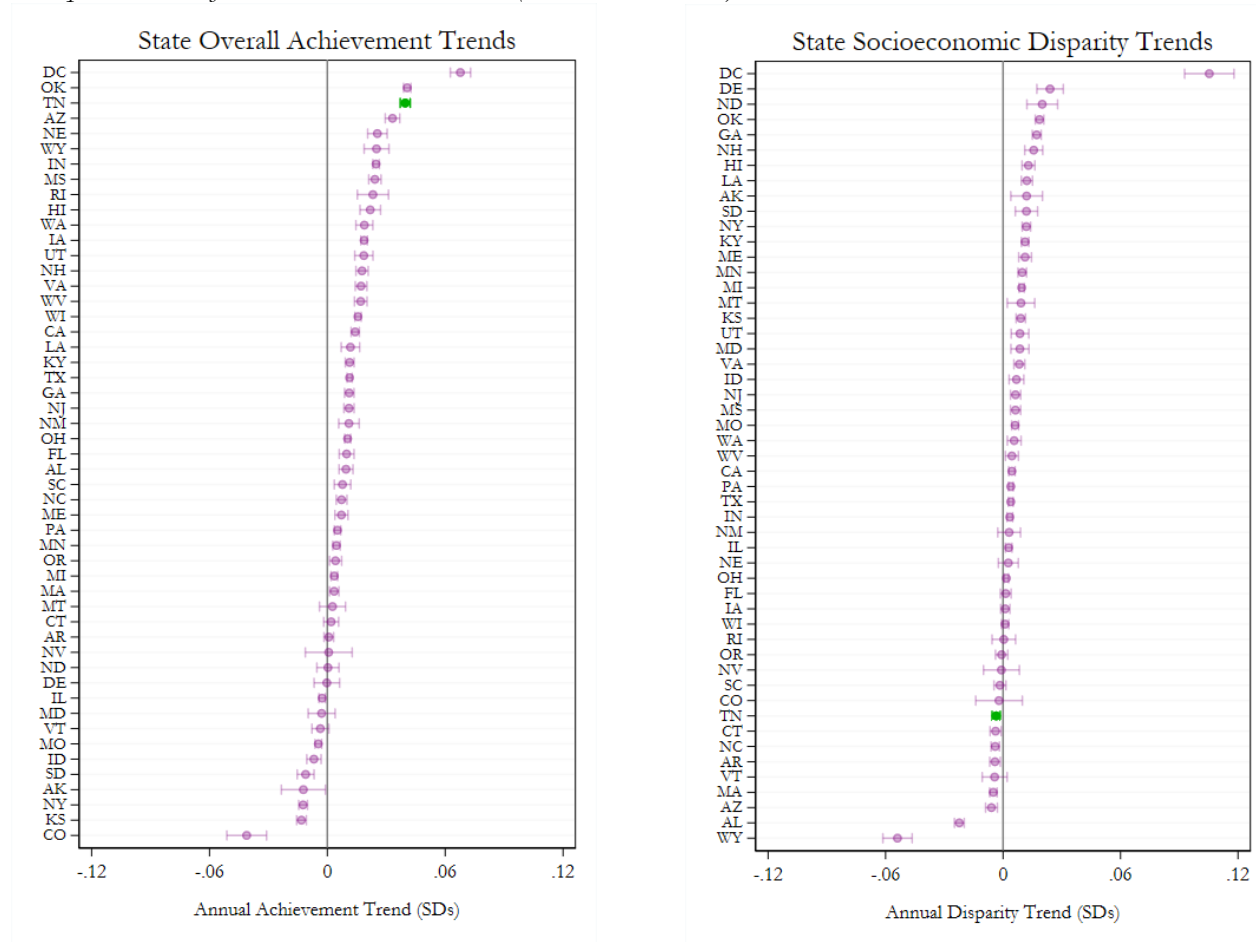 State Overall Achievement Trends
DC
OK
TN
AZ
NE
WY
IN
MS
RI
HI
WA
IA
UT
NH
VA
WV
WI
CA
LA
KY
TX
GA
NJ
NM
OH
FL
AL
SC
NC
ME
PA
MN
OR
MI
MA
MT
CT
AR
NV
ND
DE
IL
MD
VT
MO
ID
SD
AK
NY
KS
CO
-.12 -.06 0 .06 .12
Annual Achievement Trend (SDs)
State Socioeconomic Disparity Trends
DC
DE
ND
OK
GA
NH
HI
LA
AK
SD
NY
KY
ME
MN
MI
MT
KS
UT
MD
VA
ID
NJ
MS
MO
WA
WV
CA
PA
TX
IN
NM
IL
NE
OH
FL
IA
WI
RI
OR
NV
SC
CO
TN
CT
NC
AR
VT
MA
AZ
AL
WY
-.12 -.06 0 .06 .12
Annual Disparity Trend (SDs)